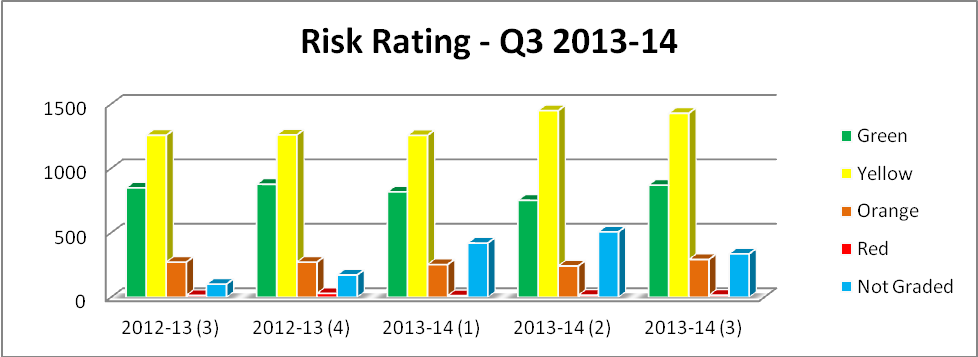 Risk Rating - Q3 2013-14
1500
1000
500
0
2012-13 (3) 2012-13 (4) 2013-14 (1) 2013-14 (2) 2013-14 (3)
Green
Yellow
Orange
Red
Not Graded